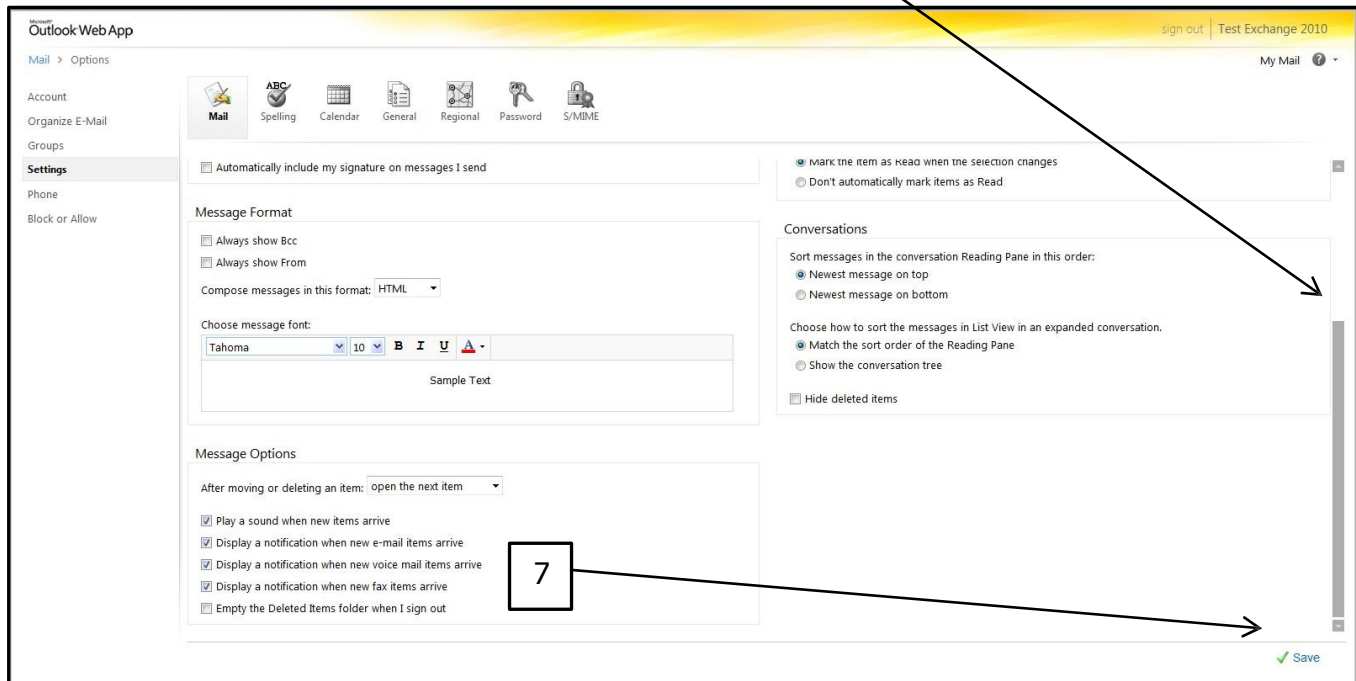 Microsoft
Outlook Web App
sign out | Test Exchange 2010
Mail > Options
My Mail
Account
Organize E-Mail
Groups
Settings
Phone
Block or Allow
ABC
Mail
Spelling
Calendar
General
Regional
Password
S/MIME
Automatically include my signature on messages I send
Message Format
Always show Bcc
Always show From
Compose messages in this format: HTML
Choose message font:
Tahoma 10 B I U A
Sample Text
Message Options
After moving or deleting an item: open the next item
Play a sound when new items arrive
Display a notification when new e-mail items arrive
Display a notification when new voice mail items arrive
Display a notification when new fax items arrive
Empty the Deleted Items folder when I sign out
7
Mark the item as Read when the selection changes
Don't automatically mark items as Read
Conversations
Sort messages in the conversation Reading Pane in this order:
Newest message on top
Newest message on bottom
Choose how to sort the messages in List View in an expanded conversation.
Match the sort order of the Reading Pane
Show the conversation tree
Hide deleted items
Save